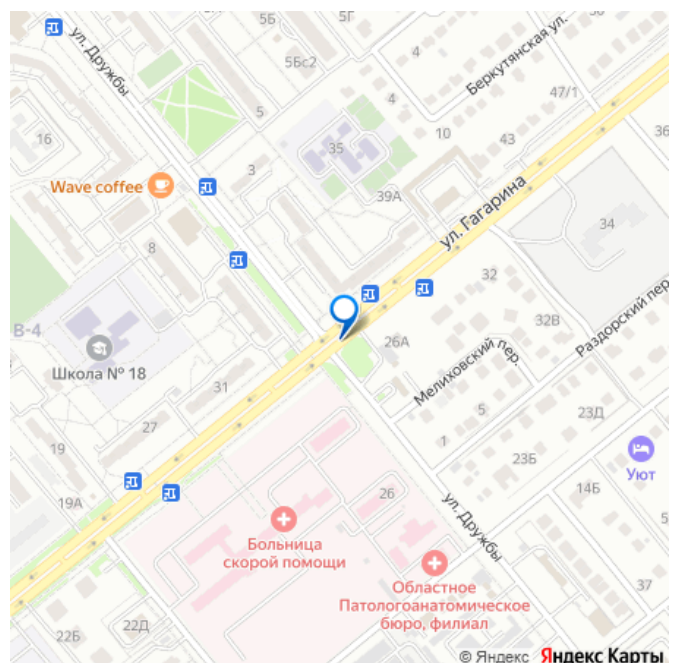 5Б
5Г
ул. Дружбы
5Бс2
4
Беркутянская ул.
47/1
16
5
4
10
43
36
35
3
Wave coffee
39А
ул. Гагарина
34
8
32
В-4
32В
Раздорский пер
26А
Школа № 18
Мелиховский пер.
31
5
23Д
27
1
19
23Б
Уют
19А
26
14Б
ул. Дружбы
5
Больница
скорой помощи
Областное
Патологоанатомическое
бюро, филиал
37
22Д
22Б
© Яндекс Яндекс Карты